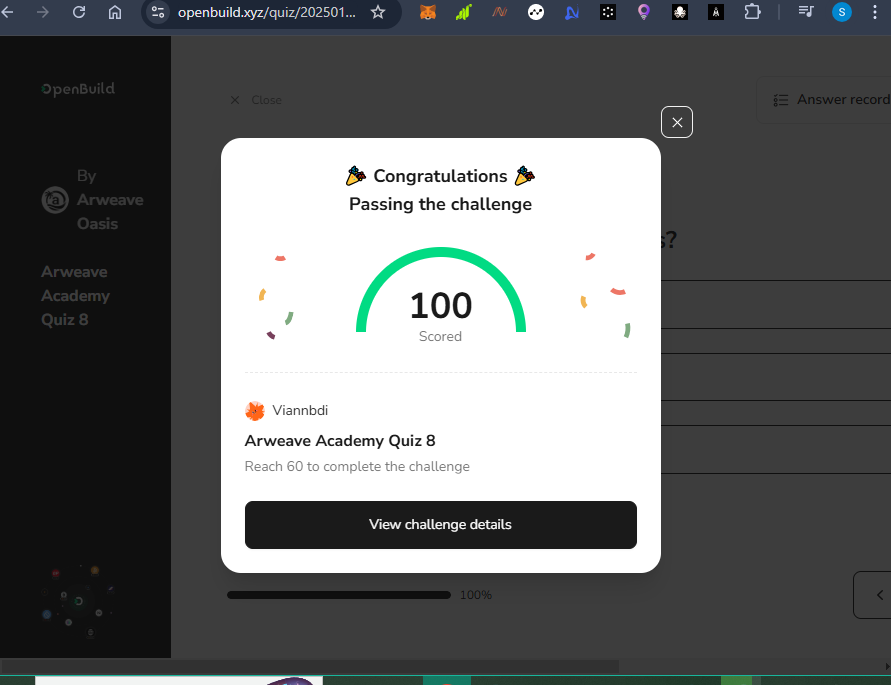 openbuild.xyz/quiz/202501...
S
OpenBuild
Close
Answer record
By
Arweave
Oasis
Arweave
Academy
Quiz 8
s?
Congratulations
Passing the challenge
100
Scored
Viannbdi
Arweave Academy Quiz 8
Reach 60 to complete the challenge
View challenge details
100%